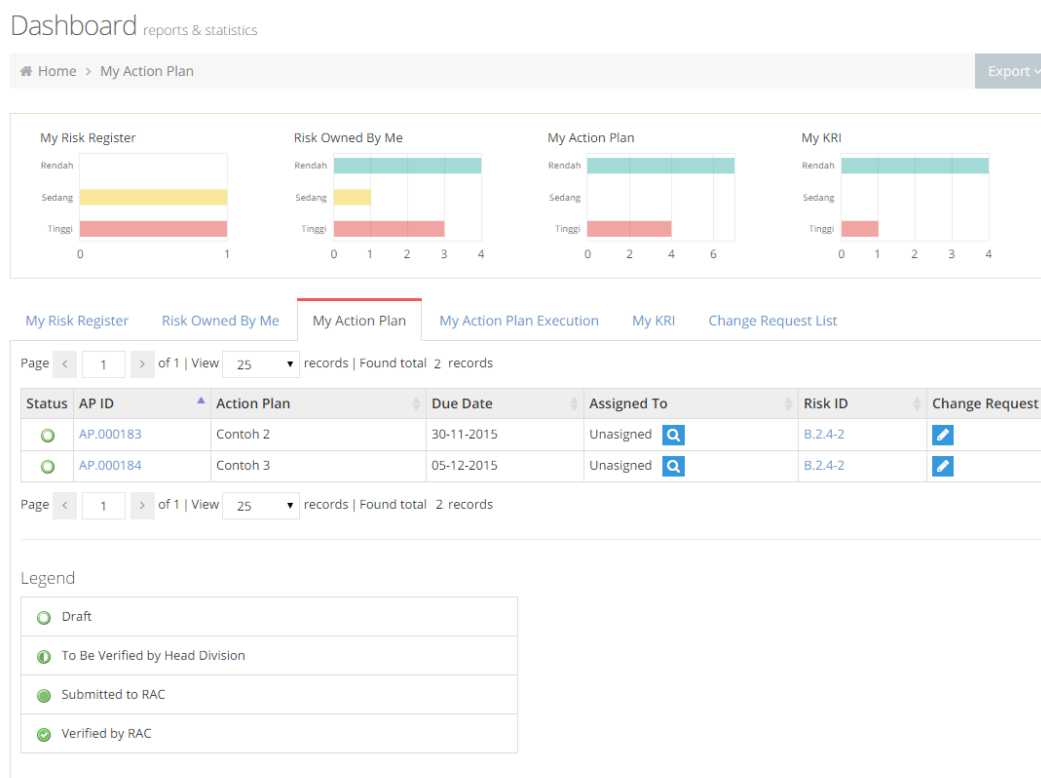 Dashboard reports & statistics
Home > My Action Plan Export
My Risk Register Risk Owned By Me My Action Plan My KRI
Rendah Rendah Rendah Rendah
Sedang Sedang Sedang Sedang
Tinggi Tinggi Tinggi Tinggi
0 1 0 1 2 3 4 0 2 4 6 0 1 2 3 4
My Risk Register Risk Owned By Me My Action Plan My Action Plan Execution My KRI Change Request List
Page < 1 > of 1 | View 25 records | Found total 2 records
Status AP ID Action Plan Due Date Assigned To Risk ID Change Request
AP.000183 Contoh 2 30-11-2015 Unasigned B.2.4-2
AP.000184 Contoh 3 05-12-2015 Unasigned B.2.4-2
Page < 1 > of 1 | View 25 records | Found total 2 records
Legend
Draft
To Be Verified by Head Division
Submitted to RAC
Verified by RAC